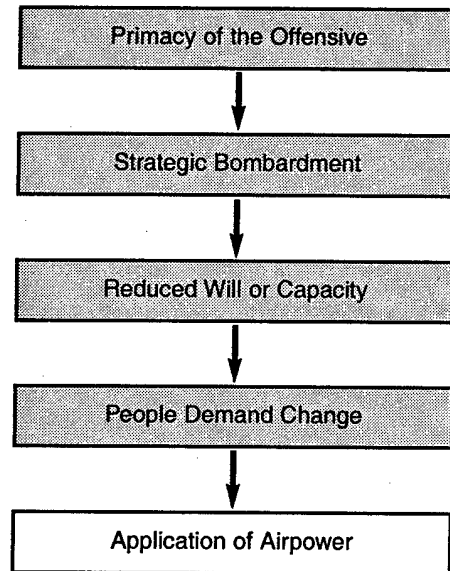 Primacy of the Offensive
Strategic Bombardment
Reduced Will or Capacity
People Demand Change
Application of Airpower